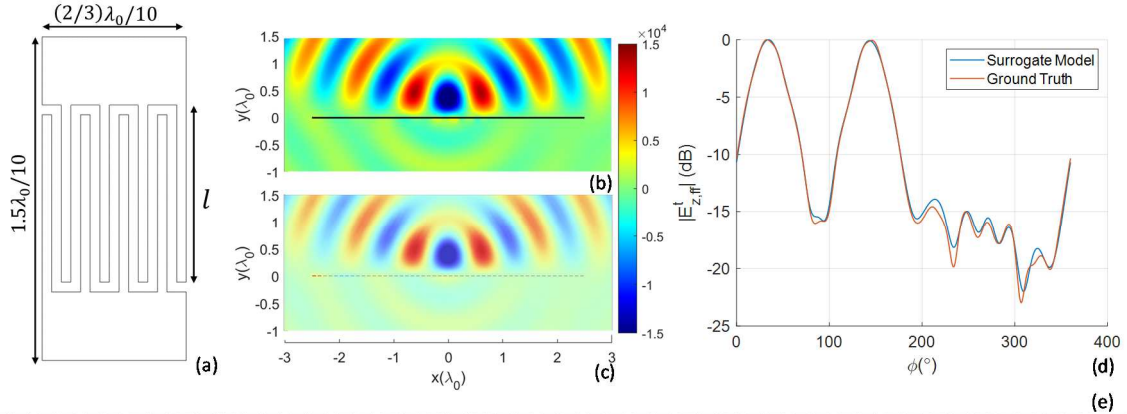 (2/3)λ₀/10
1.5λ₀/10
l
(a)
1.5
1
0.5
0
-0.5
-1
y(λ₀)
(b)
×10⁴
1.5
1
0.5
0
-0.5
-1
-1.5
1.5
1
0.5
0
-0.5
-1
y(λ₀)
-3 -2 -1 0 1 2 3
x(λ₀)
(c)
0
-5
-10
-15
-20
-25
|E^t_{z,ff}| (dB)
Surrogate Model
Ground Truth
0 100 200 300 400
ϕ(°)
(d)
(e)